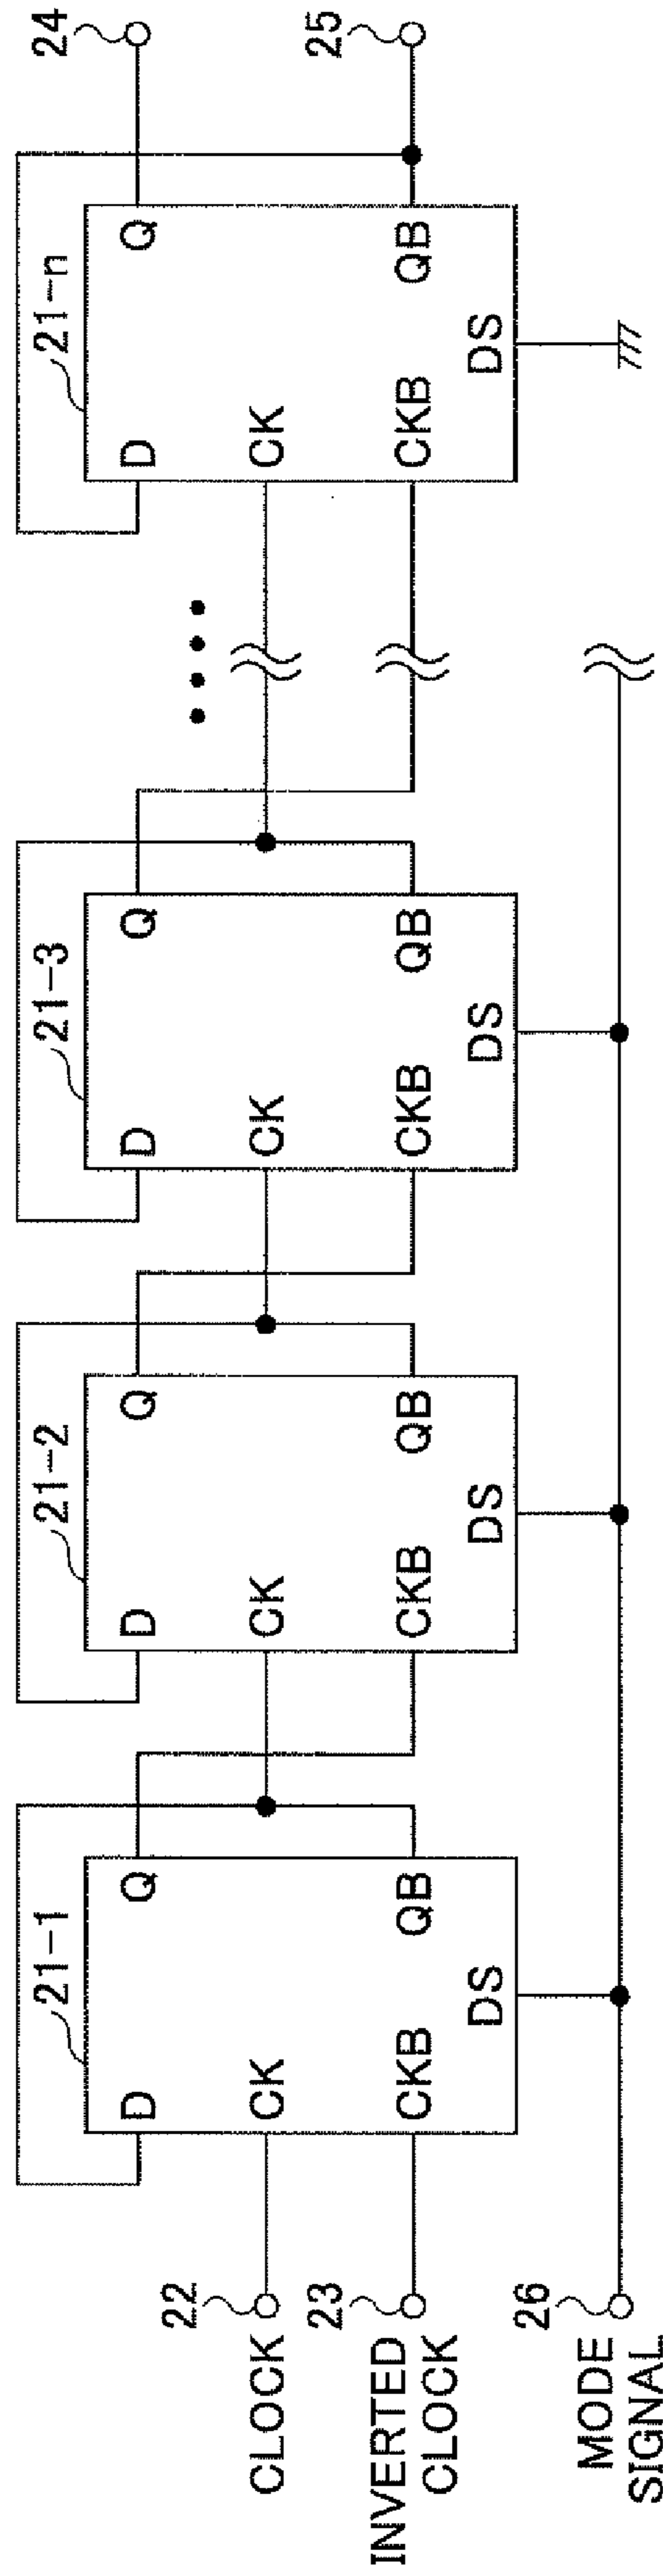 21-1
D
Q
CK
CKB
QB
DS
21-2
D
Q
CK
CKB
QB
DS
21-3
D
Q
CK
CKB
QB
DS
21-n
D
Q
CK
CKB
QB
DS
24
25
22
CLOCK
23
INVERTED
CLOCK
26
MODE
SIGNAL